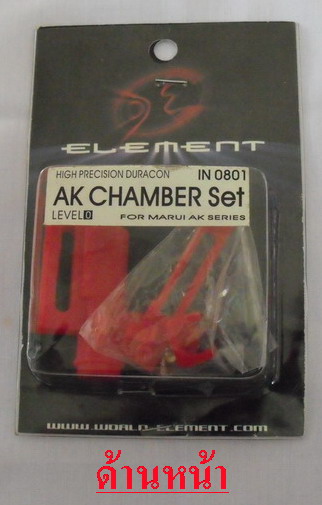 ELEMENT
HIGH PRECISION DURACON IN 0801
AK CHAMBER Set
LEVEL 0 FOR MARUI AK SERIES
WWW.WORLD-ELEMENT.COM
ด้านหน้า